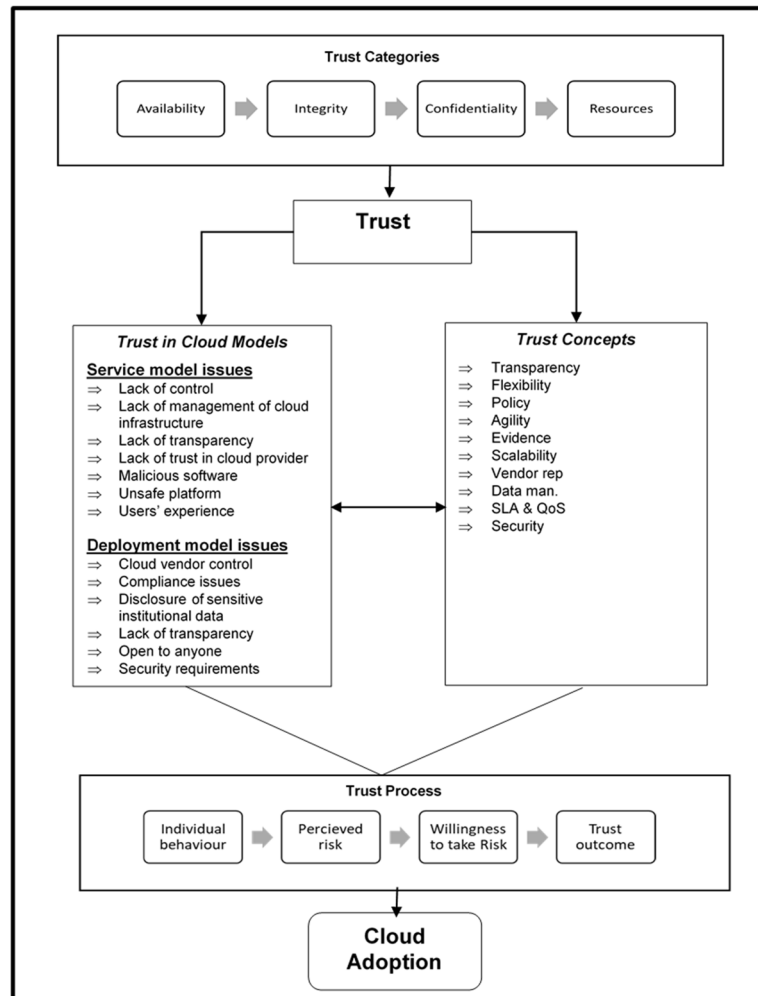 Trust Categories
Availability
Integrity
Confidentiality
Resources
Trust
Trust in Cloud Models
Service model issues
⇒ Lack of control
⇒ Lack of management of cloud
infrastructure
⇒ Lack of transparency
⇒ Lack of trust in cloud provider
⇒ Malicious software
⇒ Unsafe platform
⇒ Users’ experience
Deployment model issues
⇒ Cloud vendor control
⇒ Compliance issues
⇒ Disclosure of sensitive
institutional data
⇒ Lack of transparency
⇒ Open to anyone
⇒ Security requirements
Trust Concepts
⇒ Transparency
⇒ Flexibility
⇒ Policy
⇒ Agility
⇒ Evidence
⇒ Scalability
⇒ Vendor rep
⇒ Data man.
⇒ SLA & QoS
⇒ Security
Trust Process
Individual
behaviour
Percieved
risk
Willingness
to take Risk
Trust
outcome
Cloud
Adoption